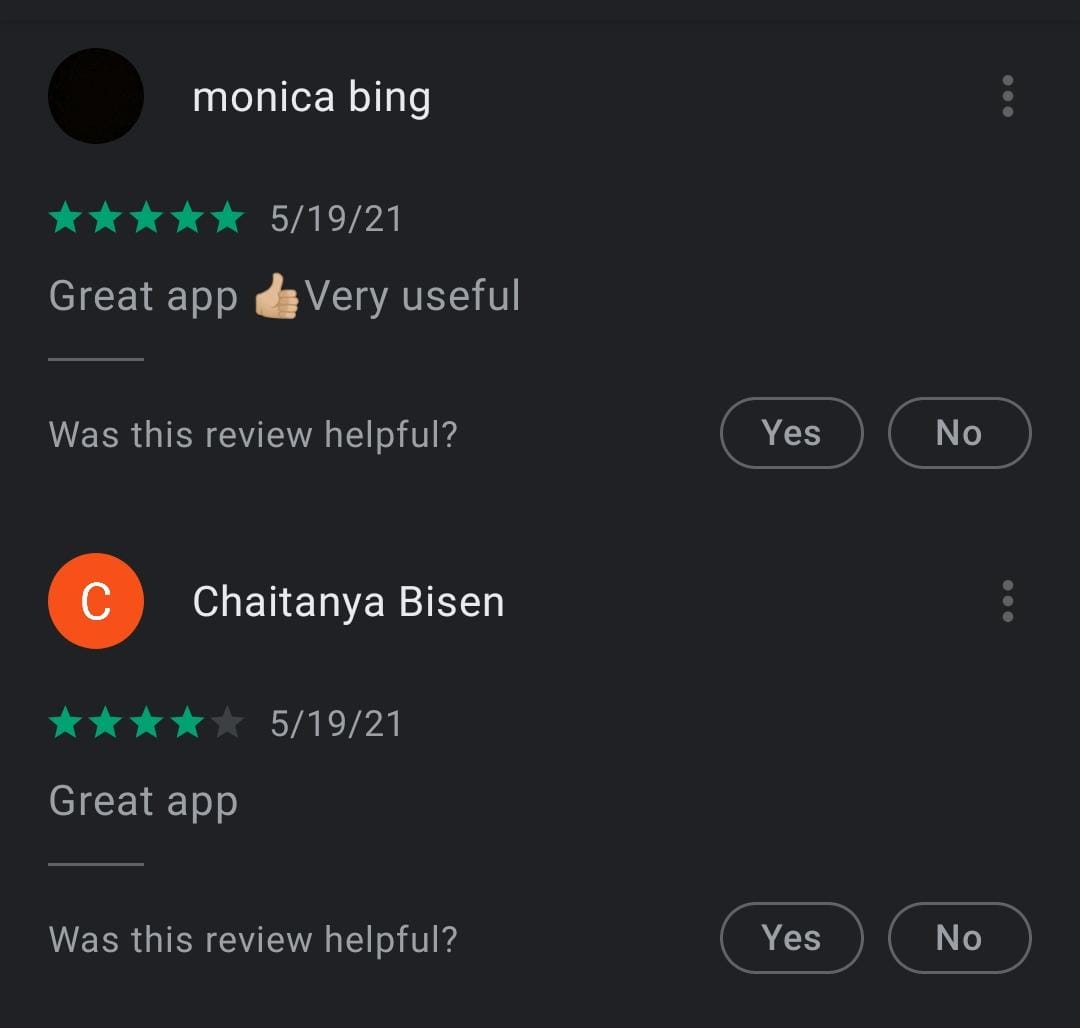 monica bing
5/19/21
Great app 👍🏼Very useful
Was this review helpful? Yes No
C Chaitanya Bisen
5/19/21
Great app
Was this review helpful? Yes No